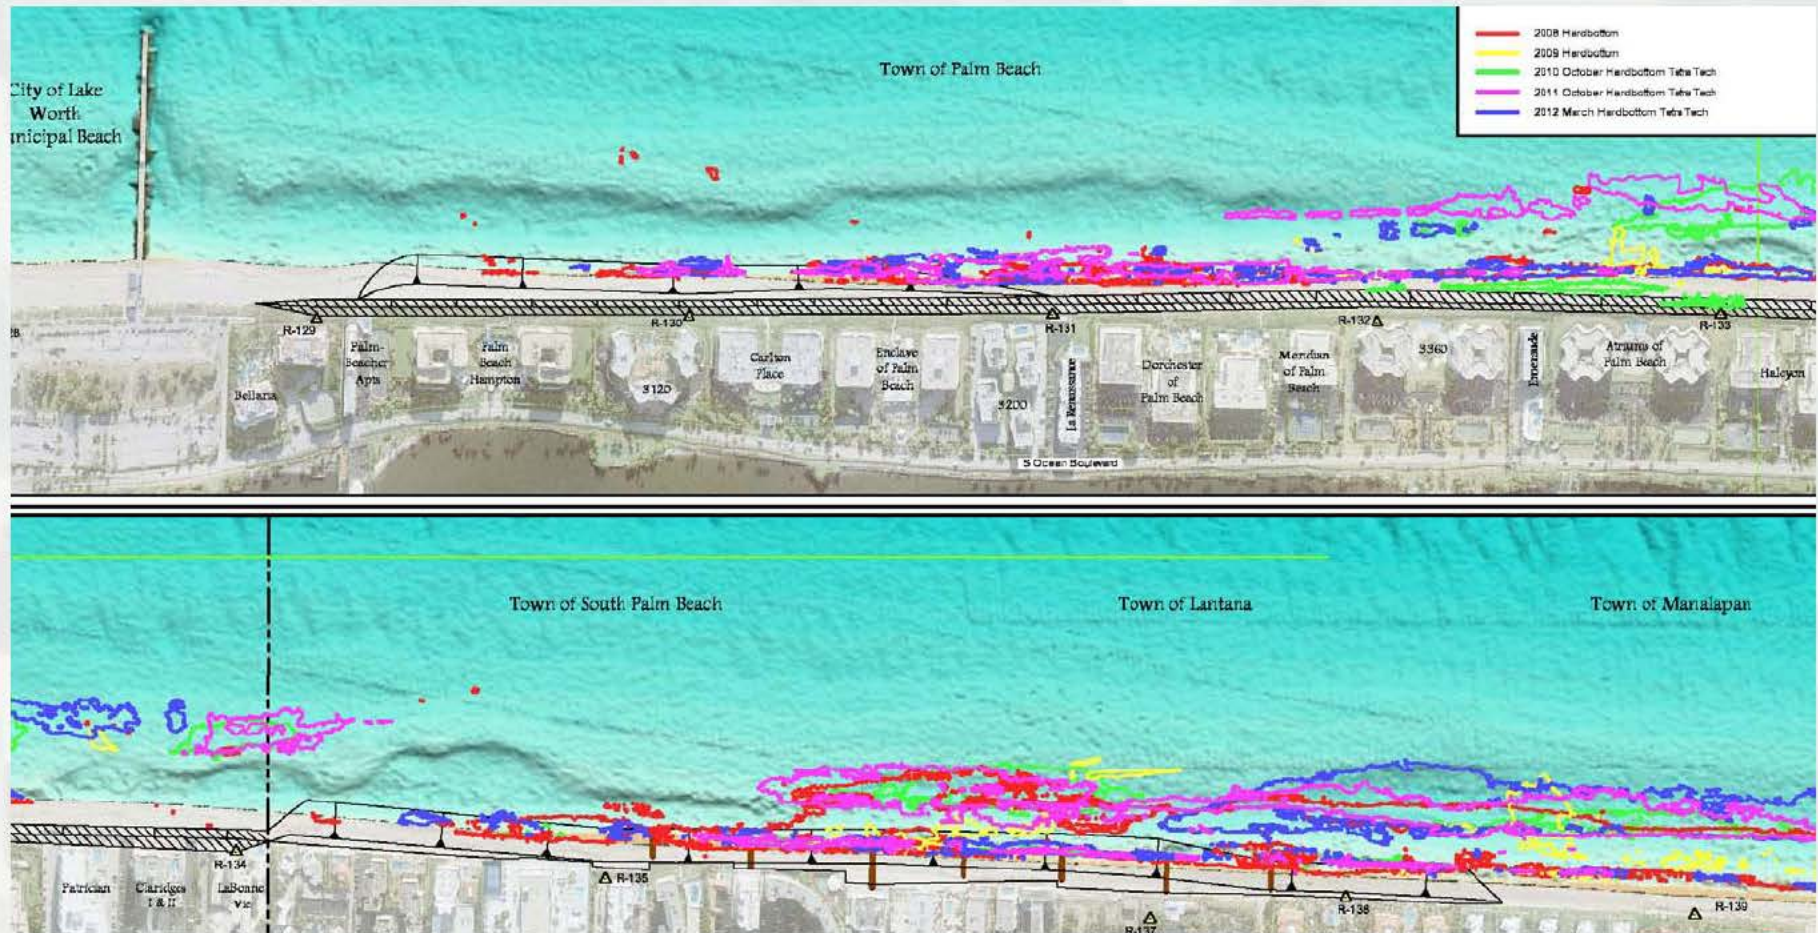 City of Lake
Worth
unicipal Beach
Town of Palm Beach
2008 Hardbottom
2009 Hardbottom
2010 October Hardbottom Tetra Tech
2011 October Hardbottom Tetra Tech
2012 March Hardbottom Tetra Tech
R-129
R-130
R-131
R-132
R-133
Bellaria
Palm-
Beacher
Apts
Palm
Beach
Hampton
3120
Carlton
Place
Enclave
of Palm
Beach
3200
La Renaissance
Dorchester
of
Palm Beach
Meridian
of Palm
Beach
3360
Emeraude
Atriums of
Palm Beach
Halcyon
S Ocean Boulevard
Town of South Palm Beach
Town of Lantana
Town of Manalapan
R-134
R-135
R-137
R-138
R-139
Patrician
Claridges
I & II
LaBonne
Vie